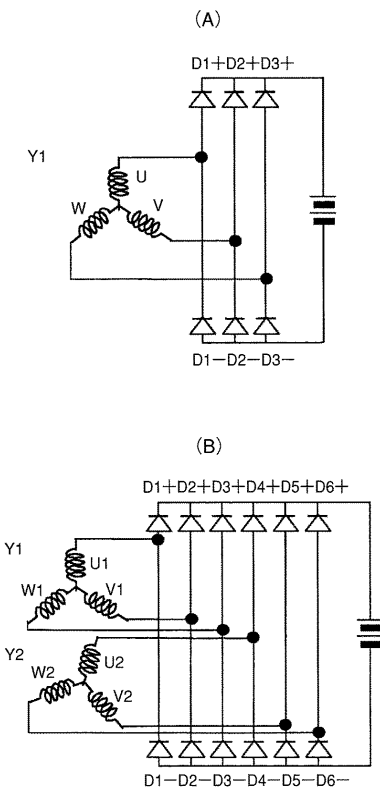 (A)
D1+D2+D3+
Y1
U
W
V
D1−D2−D3−
(B)
D1+D2+D3+D4+D5+D6+
Y1
U1
W1
V1
Y2
U2
W2
V2
D1−D2−D3−D4−D5−D6−